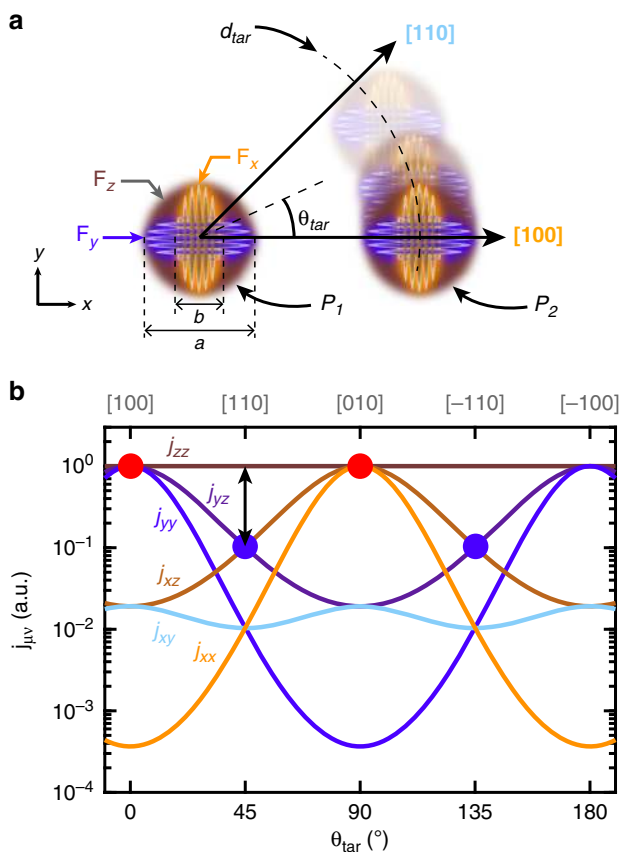 a
d_tar
[110]
F_x
F_z
θ_tar
F_y
[100]
y
x
b
a
P_1
P_2
b
[100] [110] [010] [–110] [–100]
10^0
j_zz
j_yz
j_yy
10^–1
j_xz
j_μν (a.u.)
10^–2
j_xy
j_xx
10^–3
10^–4
0 45 90 135 180
θ_tar (°)